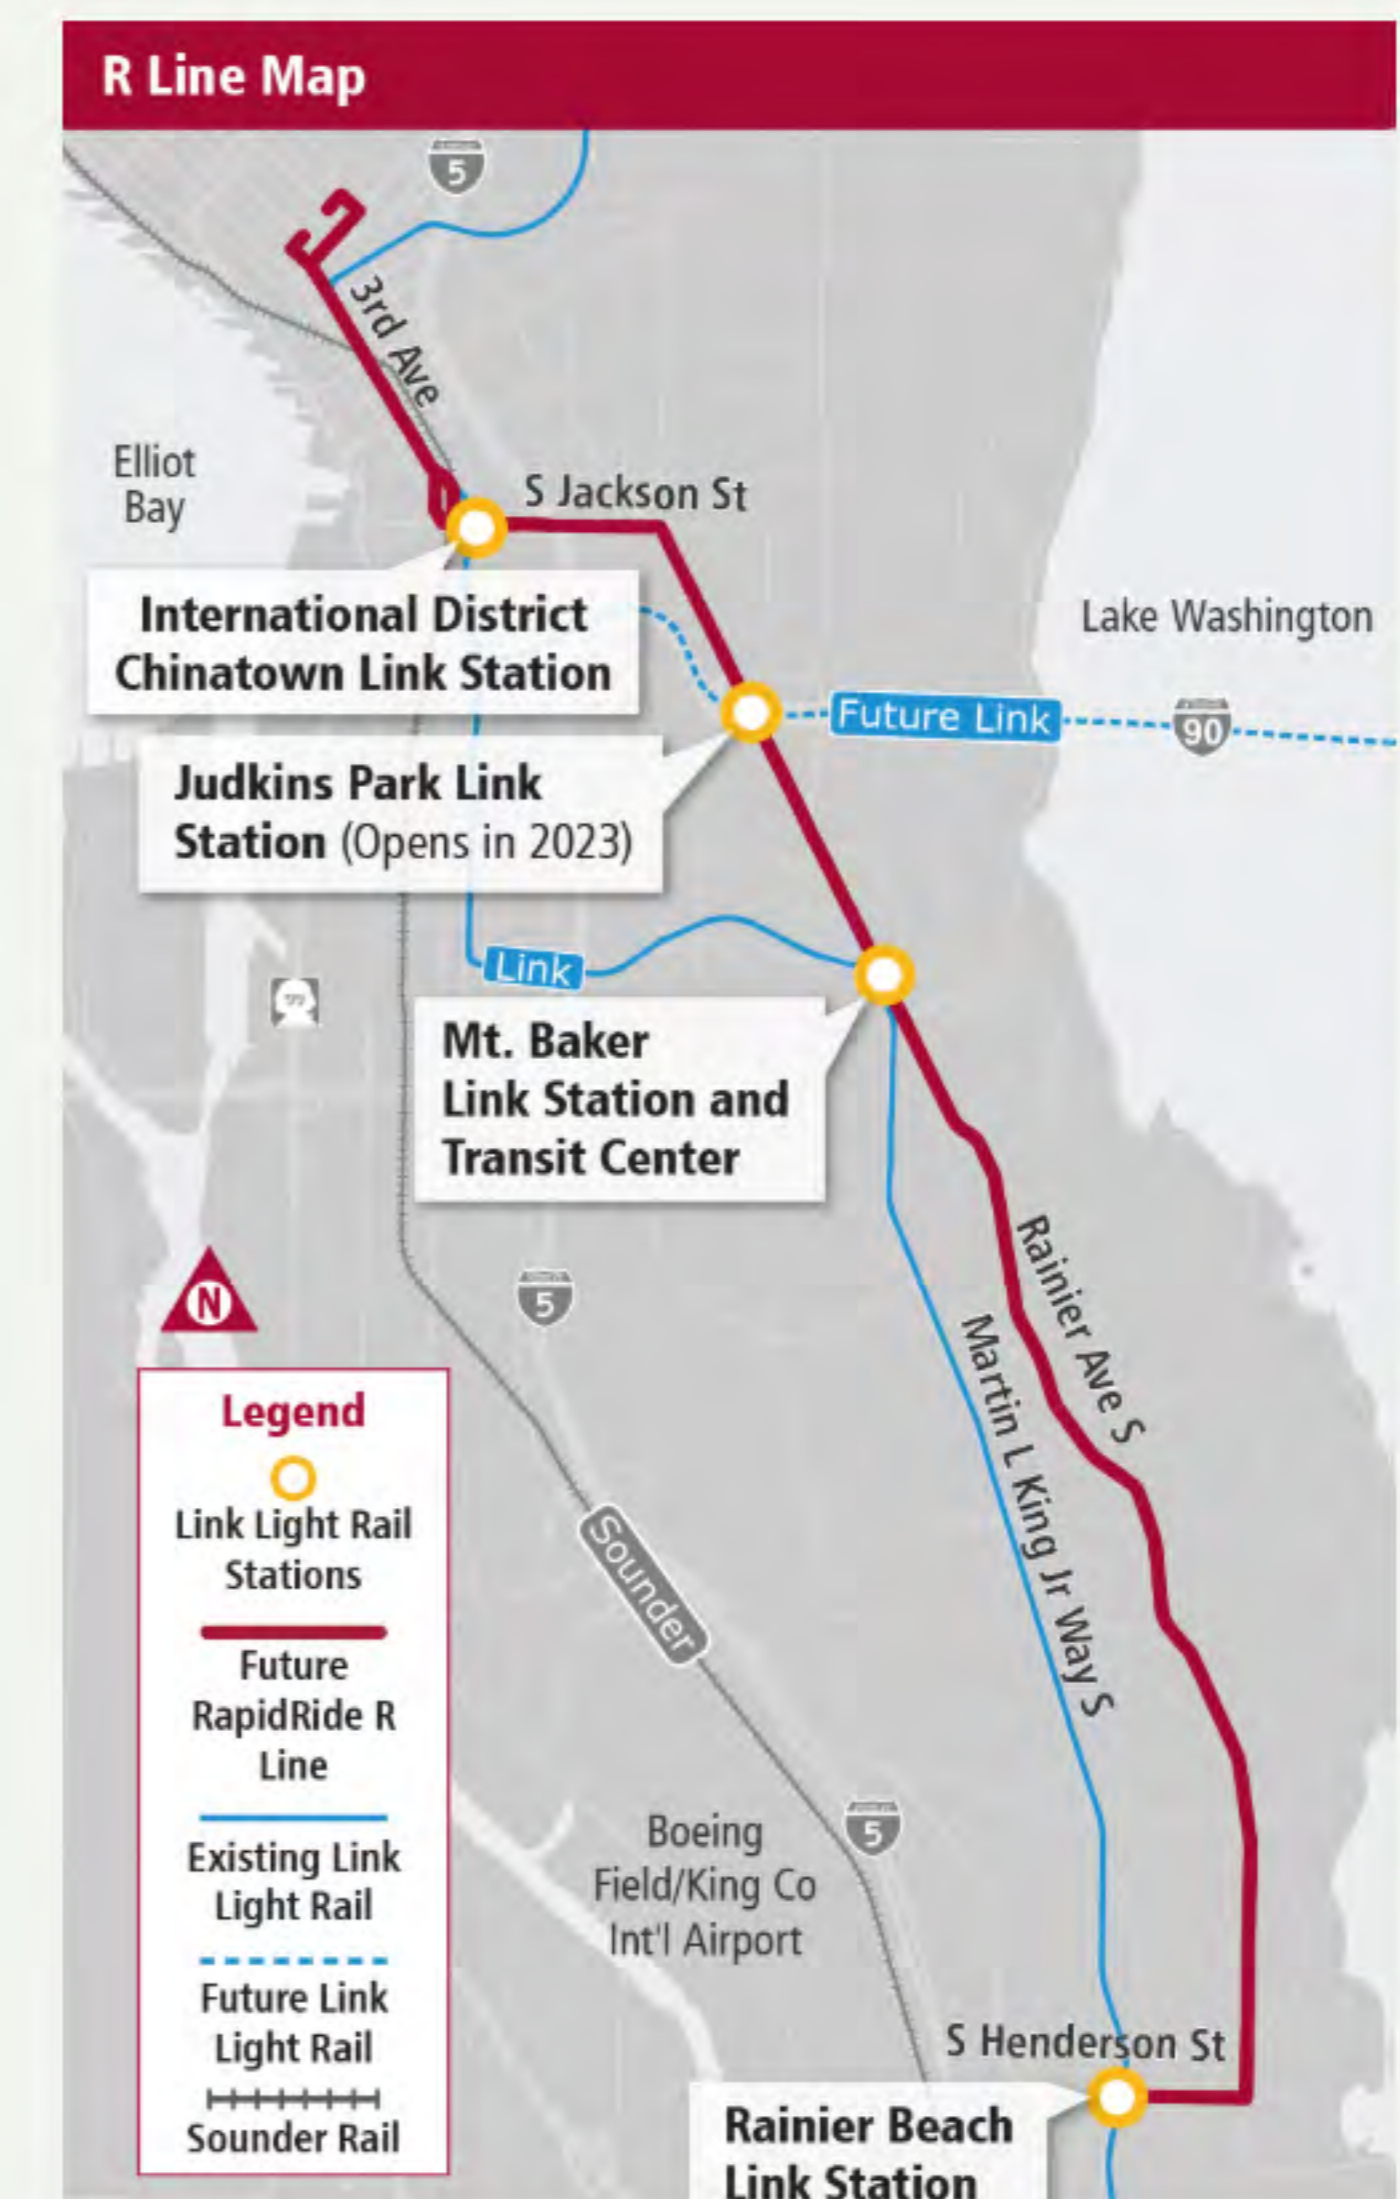 R Line Map
5
3rd Ave
Elliot
Bay
S Jackson St
International District
Chinatown Link Station
Lake Washington
Future Link
90
Judkins Park Link
Station (Opens in 2023)
Link
99
Mt. Baker
Link Station and
Transit Center
Rainier Ave S
Martin L King Jr Way S
N
5
Legend
Link Light Rail
Stations
Future
RapidRide R
Line
Existing Link
Light Rail
Future Link
Light Rail
Sounder Rail
Sounder
5
Boeing
Field/King Co
Int'l Airport
S Henderson St
Rainier Beach
Link Station